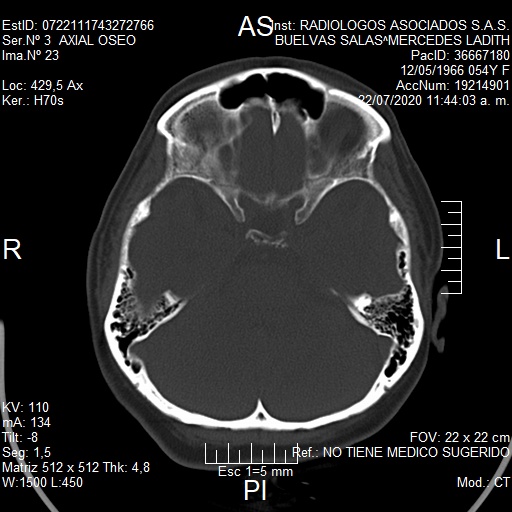 EstID: 0722111743272766
Ser.Nº 3 AXIAL OSEO
Ima.Nº 23
Loc: 429,5 Ax
Ker.: H70s
AS
Inst: RADIOLOGOS ASOCIADOS S.A.S.
BUELVAS SALAS^MERCEDES LADITH
PacID: 36667180
12/05/1966 054Y F
AccNum: 19214901
22/07/2020 11:44:03 a. m.
R
L
KV: 110
mA: 134
Tilt: -8
Seg: 1,5
Matriz 512 x 512 Thk: 4,8
W:1500 L:450
Esc 1=5 mm
PI
FOV: 22 x 22 cm
Ref.: NO TIENE MEDICO SUGERIDO
Mod.: CT